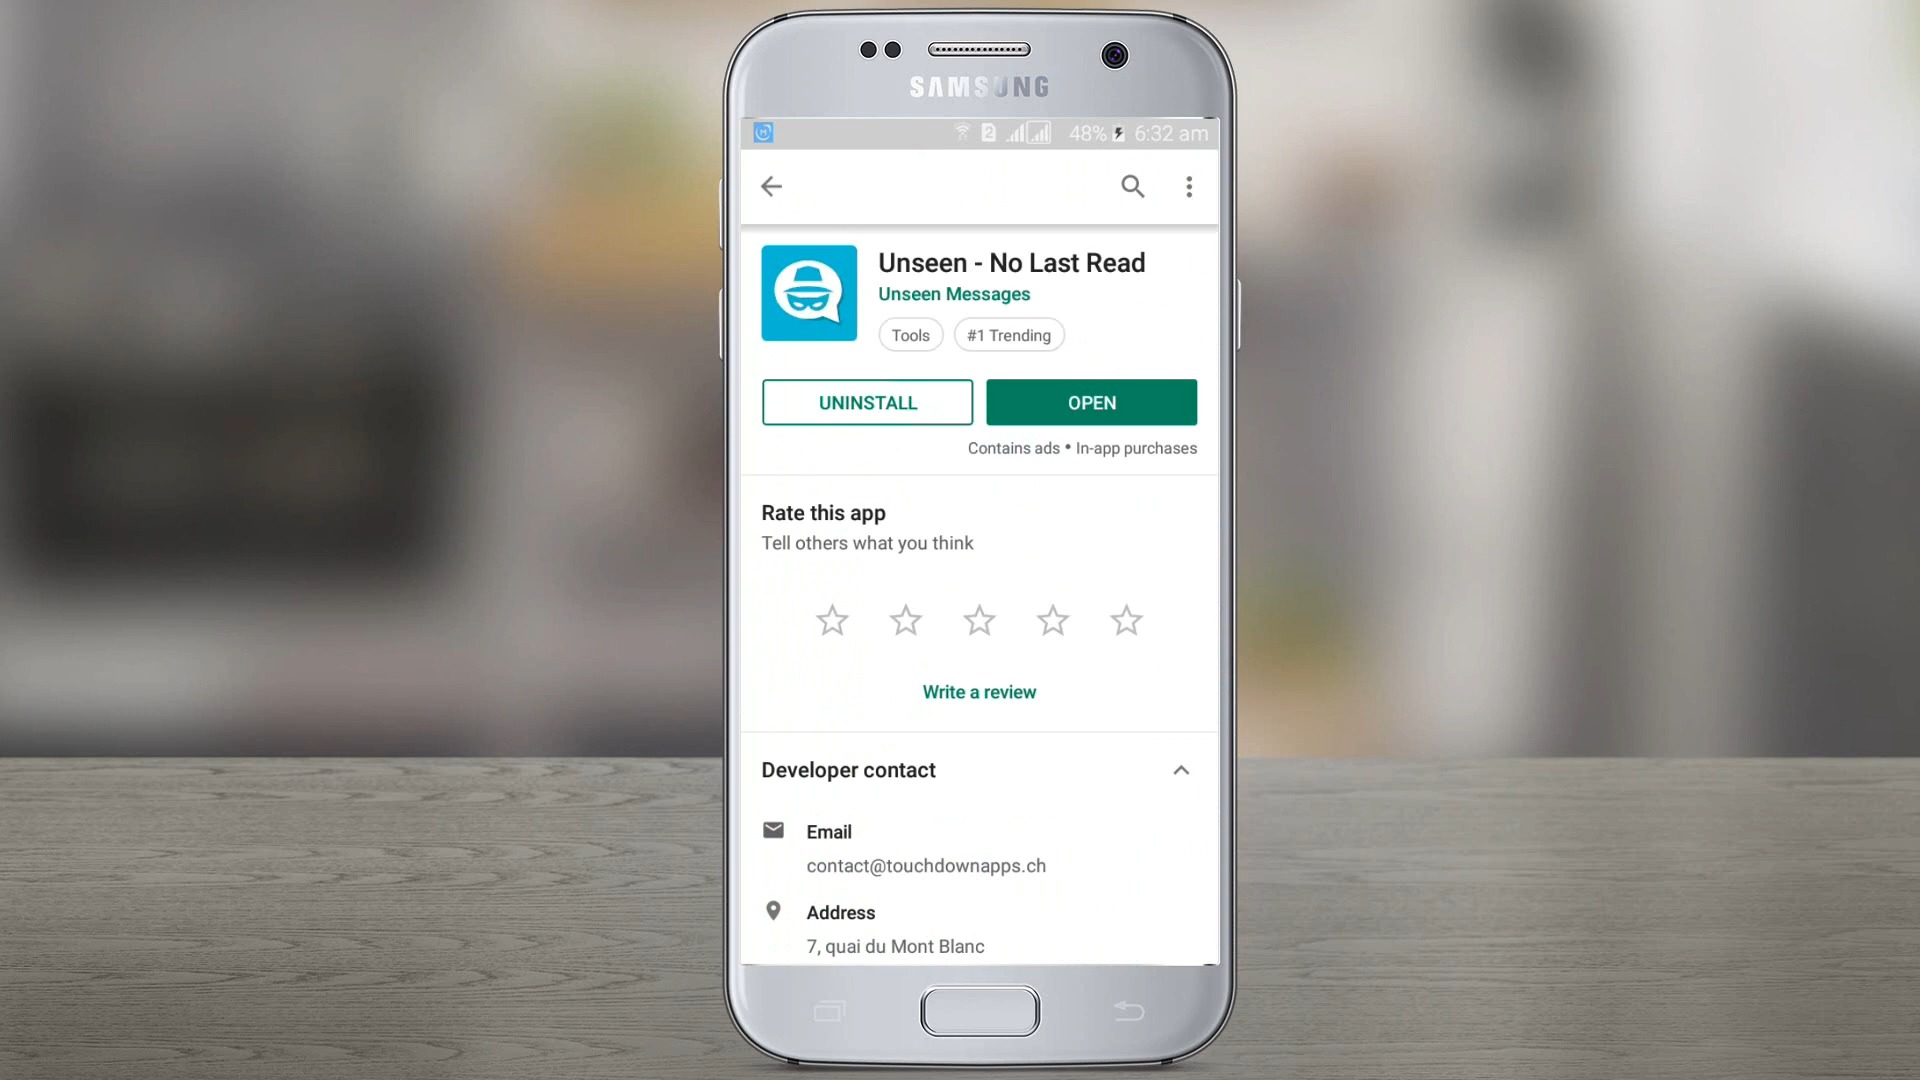 SAMSUNG
2 48% 6:32 am
Unseen - No Last Read
Unseen Messages
Tools #1 Trending
UNINSTALL OPEN
Contains ads • In-app purchases
Rate this app
Tell others what you think
Write a review
Developer contact
Email
contact@touchdownapps.ch
Address
7, quai du Mont Blanc